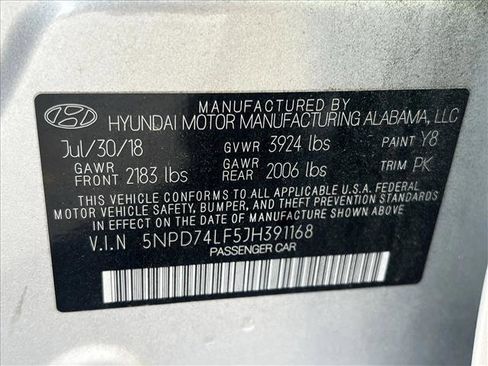 MANUFACTURED BY
HYUNDAI MOTOR MANUFACTURING ALABAMA, LLC
Jul/30/18 GVWR 3924 lbs PAINT Y8
GAWR FRONT 2183 lbs GAWR REAR 2006 lbs TRIM PK
THIS VEHICLE CONFORMS TO ALL APPLICABLE U.S.A. FEDERAL
MOTOR VEHICLE SAFETY, BUMPER, AND THEFT PREVENTION STANDARDS
IN EFFECT ON THE DATE OF MANUFACTURE SHOWN ABOVE.
V.I.N 5NPD74LF5JH391168
PASSENGER CAR